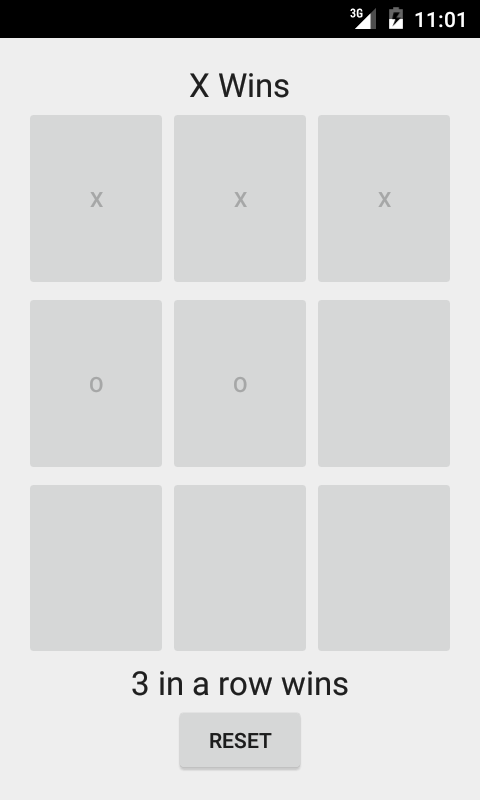 3G 11:01
X Wins
X X X
O O
3 in a row wins
RESET